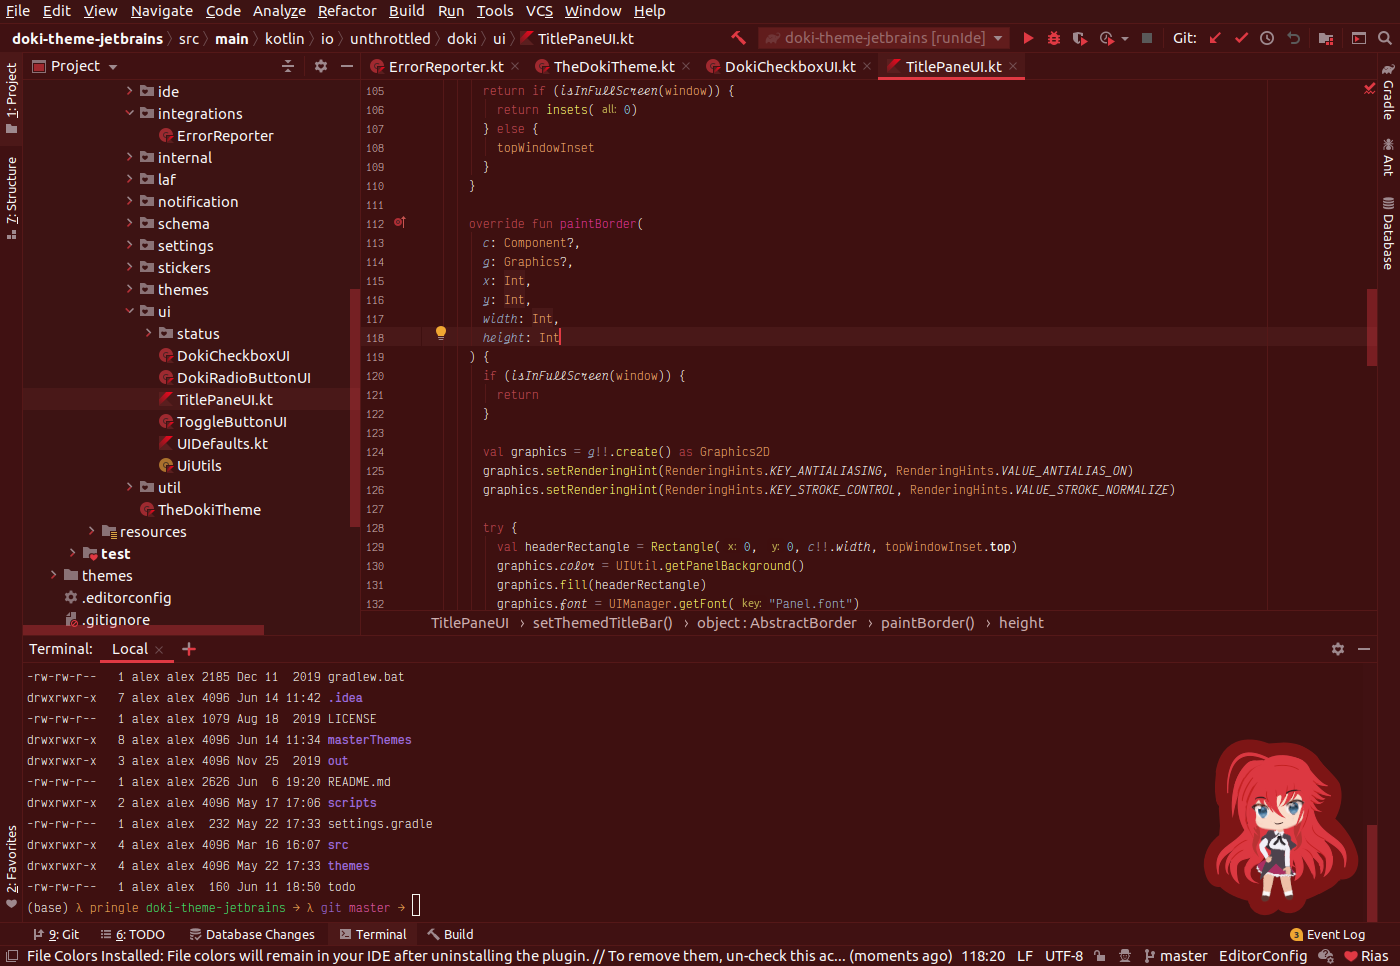 File Edit View Navigate Code Analyze Refactor Build Run Tools VCS Window Help
doki-theme-jetbrains src main kotlin io unthrottled doki ui TitlePaneUI.kt doki-theme-jetbrains [runIde] Git:
1: Project
7: Structure
2: Favorites
Project
ide
integrations
ErrorReporter
internal
laf
notification
schema
settings
stickers
themes
ui
status
DokiCheckboxUI
DokiRadioButtonUI
TitlePaneUI.kt
ToggleButtonUI
UIDefaults.kt
UiUtils
util
TheDokiTheme
resources
test
themes
.editorconfig
.gitignore
ErrorReporter.kt TheDokiTheme.kt DokiCheckboxUI.kt TitlePaneUI.kt
105 return if (isInFullScreen(window)) {
106 return insets( all: 0)
107 } else {
108 topWindowInset
109 }
110 }
111
112 override fun paintBorder(
113 c: Component?,
114 g: Graphics?,
115 x: Int,
116 y: Int,
117 width: Int,
118 height: Int
119 ) {
120 if (isInFullScreen(window)) {
121 return
122 }
123
124 val graphics = g!!.create() as Graphics2D
125 graphics.setRenderingHint(RenderingHints.KEY_ANTIALIASING, RenderingHints.VALUE_ANTIALIAS_ON)
126 graphics.setRenderingHint(RenderingHints.KEY_STROKE_CONTROL, RenderingHints.VALUE_STROKE_NORMALIZE)
127
128 try {
129 val headerRectangle = Rectangle( x: 0, y: 0, c!!.width, topWindowInset.top)
130 graphics.color = UIUtil.getPanelBackground()
131 graphics.fill(headerRectangle)
132 graphics.font = UIManager.getFont( key: "Panel.font")
TitlePaneUI › setThemedTitleBar() › object : AbstractBorder › paintBorder() › height
Gradle
Ant
Database
Terminal: Local
-rw-rw-r-- 1 alex alex 2185 Dec 11 2019 gradlew.bat
drwxrwxr-x 7 alex alex 4096 Jun 14 11:42 .idea
-rw-rw-r-- 1 alex alex 1079 Aug 18 2019 LICENSE
drwxrwxr-x 8 alex alex 4096 Jun 14 11:34 masterThemes
drwxrwxr-x 3 alex alex 4096 Nov 25 2019 out
-rw-rw-r-- 1 alex alex 2626 Jun 6 19:20 README.md
drwxrwxr-x 2 alex alex 4096 May 17 17:06 scripts
-rw-rw-r-- 1 alex alex 232 May 22 17:33 settings.gradle
drwxrwxr-x 4 alex alex 4096 Mar 16 16:07 src
drwxrwxr-x 4 alex alex 4096 May 22 17:33 themes
-rw-rw-r-- 1 alex alex 160 Jun 11 18:50 todo
(base) λ pringle doki-theme-jetbrains → λ git master →
9: Git 6: TODO Database Changes Terminal Build 3 Event Log
File Colors Installed: File colors will remain in your IDE after uninstalling the plugin. // To remove them, un-check this ac... (moments ago) 118:20 LF UTF-8 master EditorConfig Rias